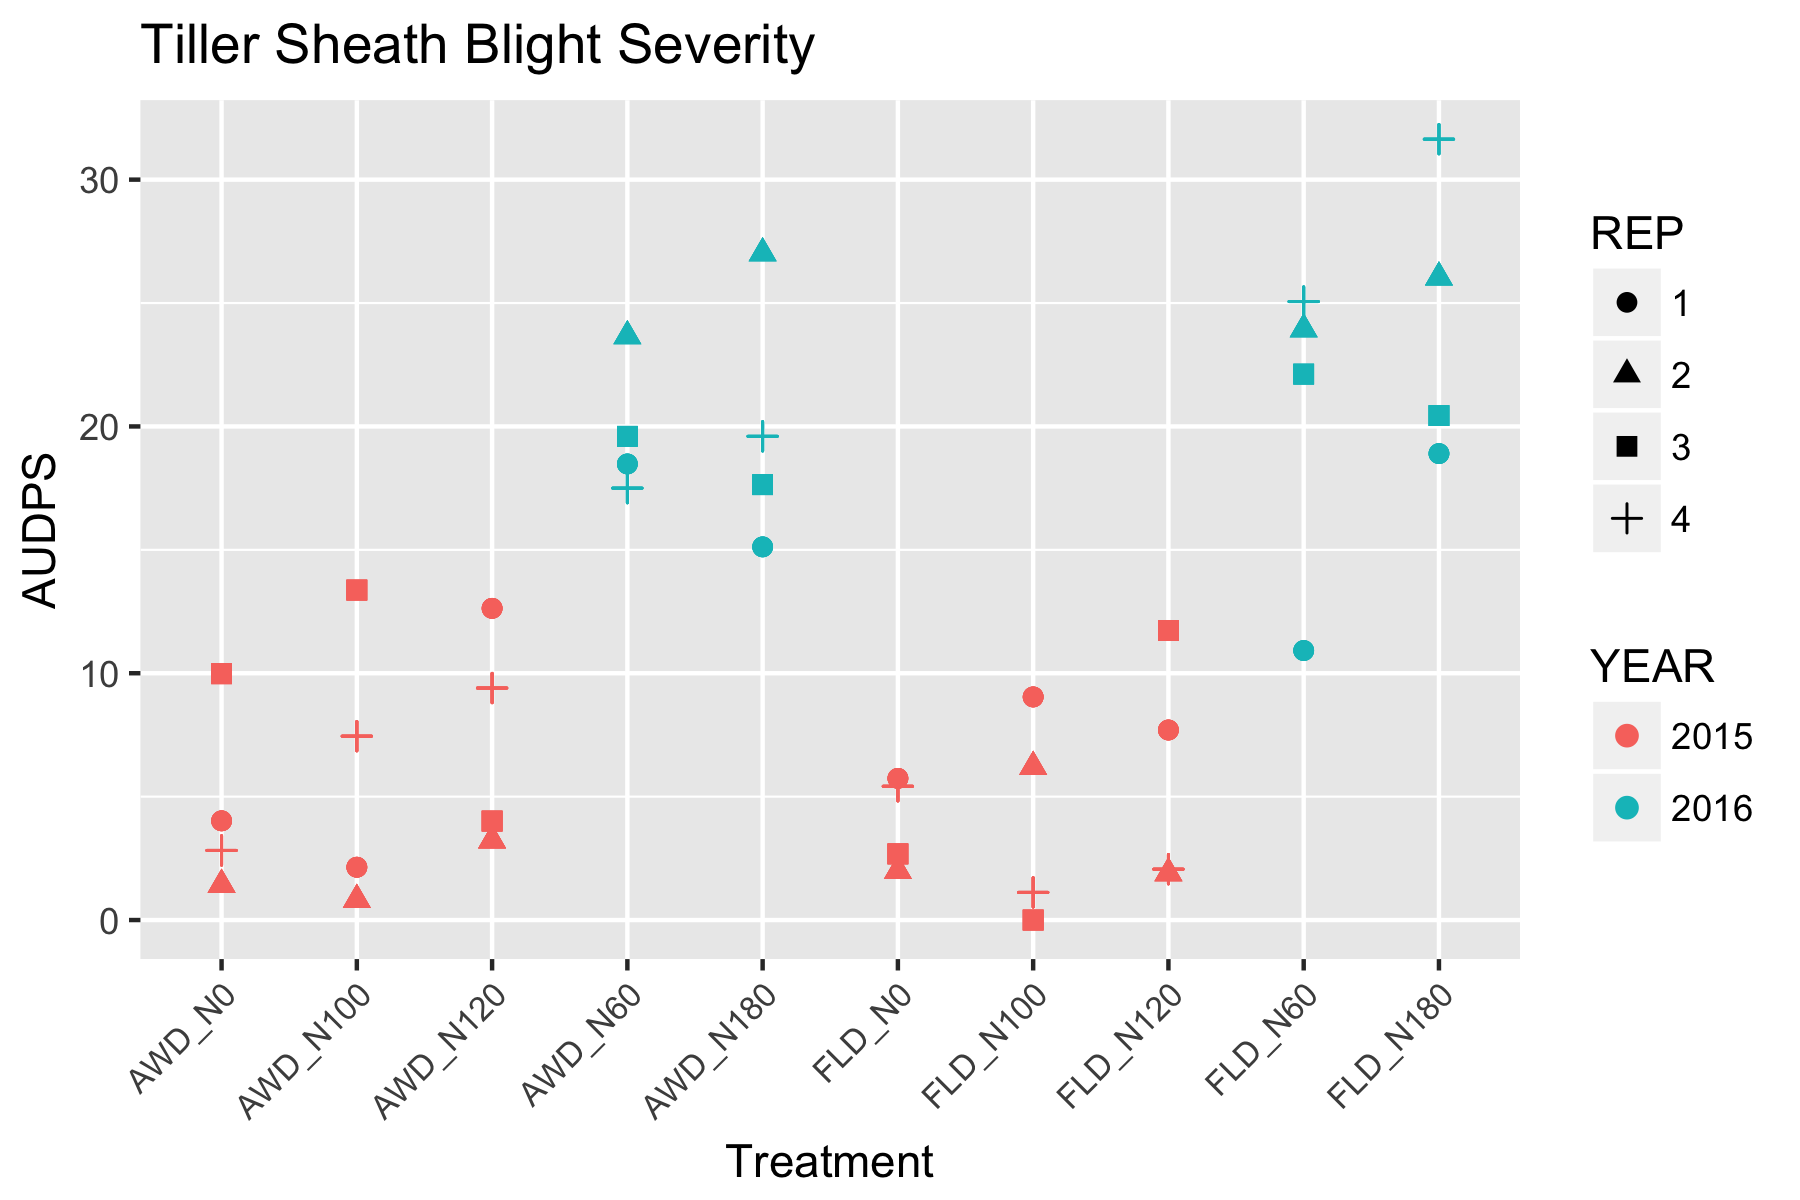 Tiller Sheath Blight Severity
AUDPS
30
20
10
0
AWD_N0
AWD_N100
AWD_N120
AWD_N60
AWD_N180
FLD_N0
FLD_N100
FLD_N120
FLD_N60
FLD_N180
Treatment
REP
1
2
3
4
YEAR
2015
2016